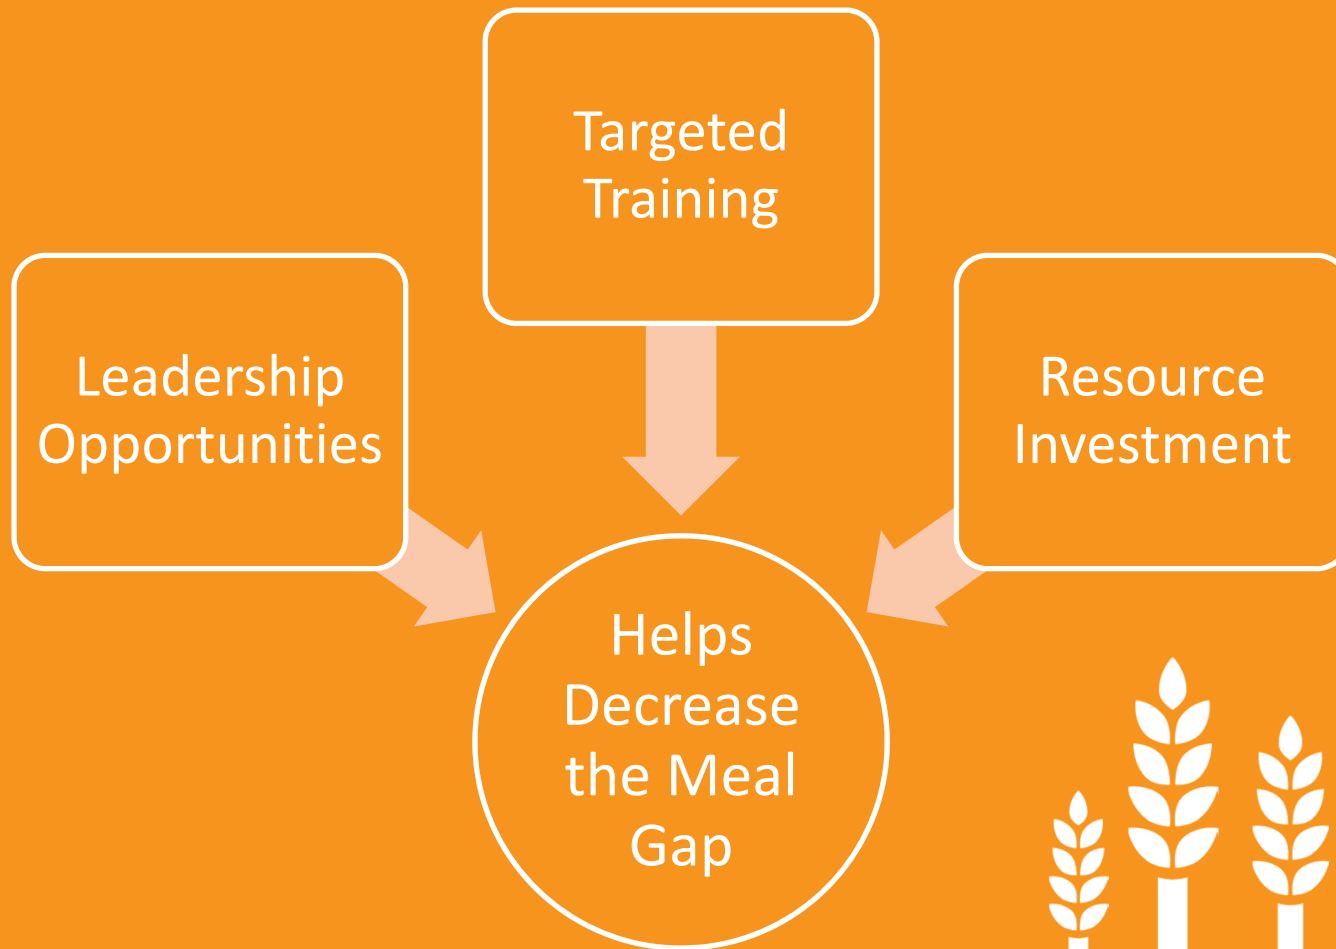 Targeted
Training
Leadership
Opportunities
Resource
Investment
Helps
Decrease
the Meal
Gap